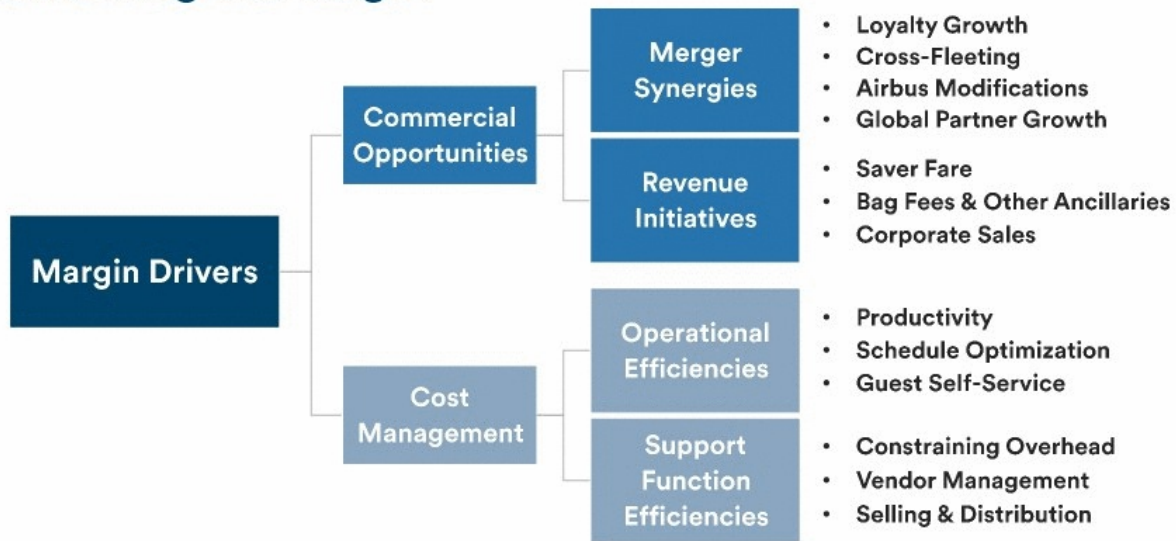 Margin Drivers
Commercial
Opportunities
Cost
Management
Merger
Synergies
• Loyalty Growth
• Cross-Fleeting
• Airbus Modifications
• Global Partner Growth
Revenue
Initiatives
• Saver Fare
• Bag Fees & Other Ancillaries
• Corporate Sales
Operational
Efficiencies
• Productivity
• Schedule Optimization
• Guest Self-Service
Support
Function
Efficiencies
• Constraining Overhead
• Vendor Management
• Selling & Distribution